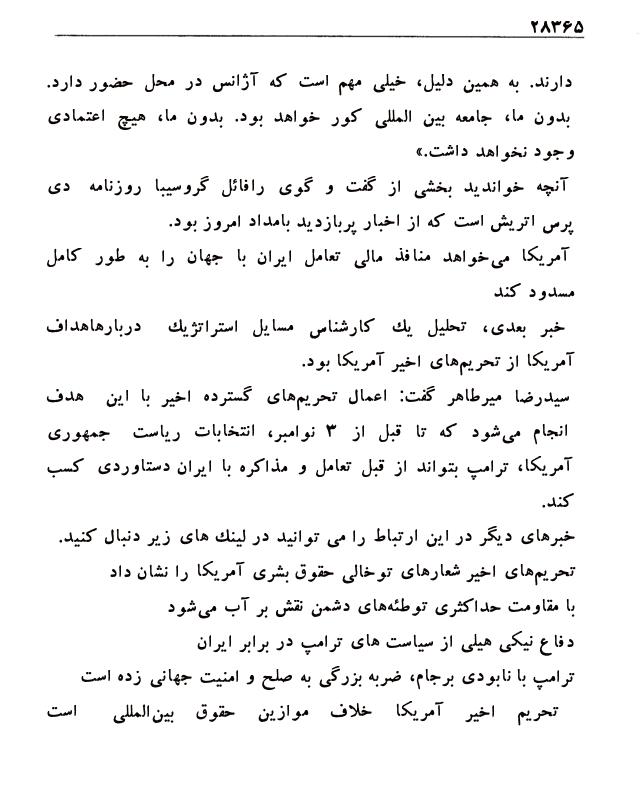 ۲۸۳۶۵
دارند. به همین دلیل، خیلی مهم است که آژانس در محل حضور دارد.
بدون ما، جامعه بین المللی کور خواهد بود. بدون ما، هیچ اعتمادی
وجود نخواهد داشت.»
آنچه خواندید بخشی از گفت و گوی رافائل گروسیبا روزنامه دی
پرس اتریش است که از اخبار پربازدید بامداد امروز بود.
آمریکا می‌خواهد منافذ مالی تعامل ایران با جهان را به طور کامل
مسدود کند
خبر بعدی، تحلیل یك کارشناس مسایل استراتژیك دربارهاهداف
آمریکا از تحریم‌های اخیر آمریکا بود.
سیدرضا میرطاهر گفت: اعمال تحریم‌های گسترده اخیر با این هدف
انجام می‌شود که تا قبل از ۳ نوامبر، انتخابات ریاست جمهوری
آمریکا، ترامپ بتواند از قبل تعامل و مذاکره با ایران دستاوردی کسب
کند.
خبرهای دیگر در این ارتباط را می توانید در لینك های زیر دنبال کنید.
تحریم‌های اخیر شعارهای توخالی حقوق بشری آمریکا را نشان داد
با مقاومت حداکثری توطئه‌های دشمن نقش بر آب می‌شود
دفاع نیکی هیلی از سیاست های ترامپ در برابر ایران
ترامپ با نابودی برجام، ضربه بزرگی به صلح و امنیت جهانی زده است
تحریم اخیر آمریکا خلاف موازین حقوق بین‌المللی است